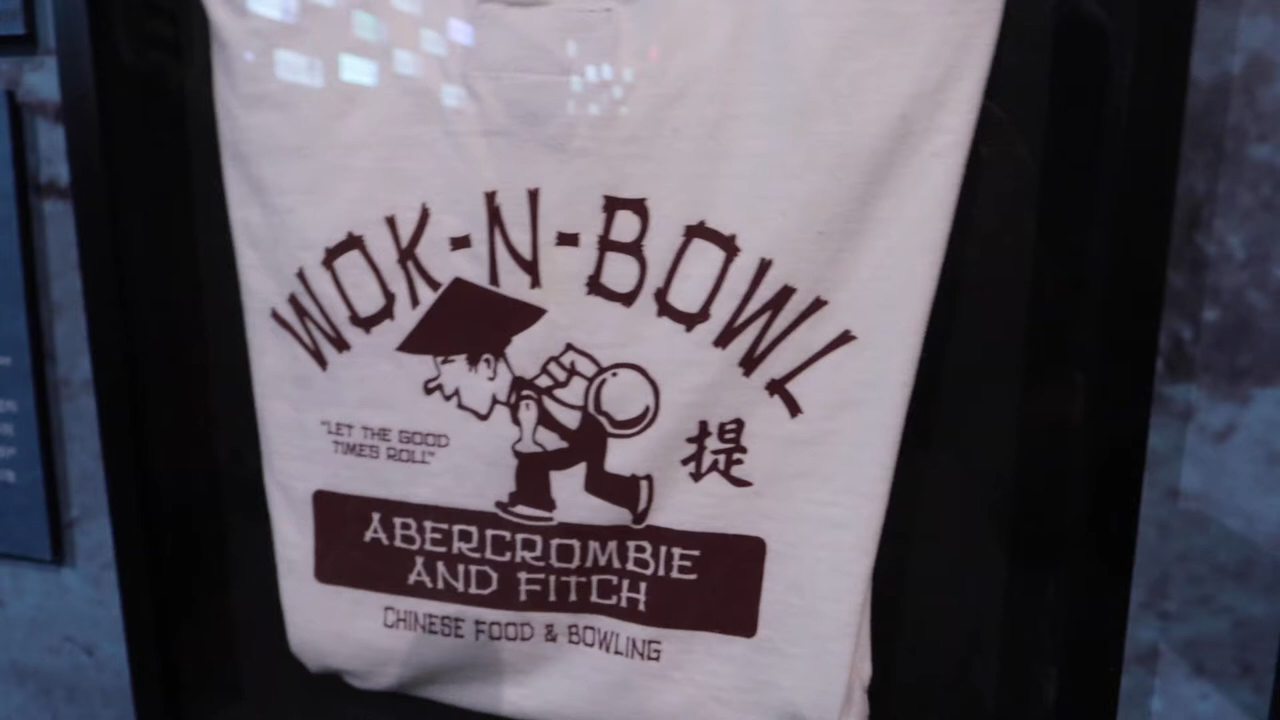 WOK-N-BOWL
"LET THE GOOD
TIMES ROLL"
提
ABERCROMBIE
AND FITCH
CHINESE FOOD & BOWLING